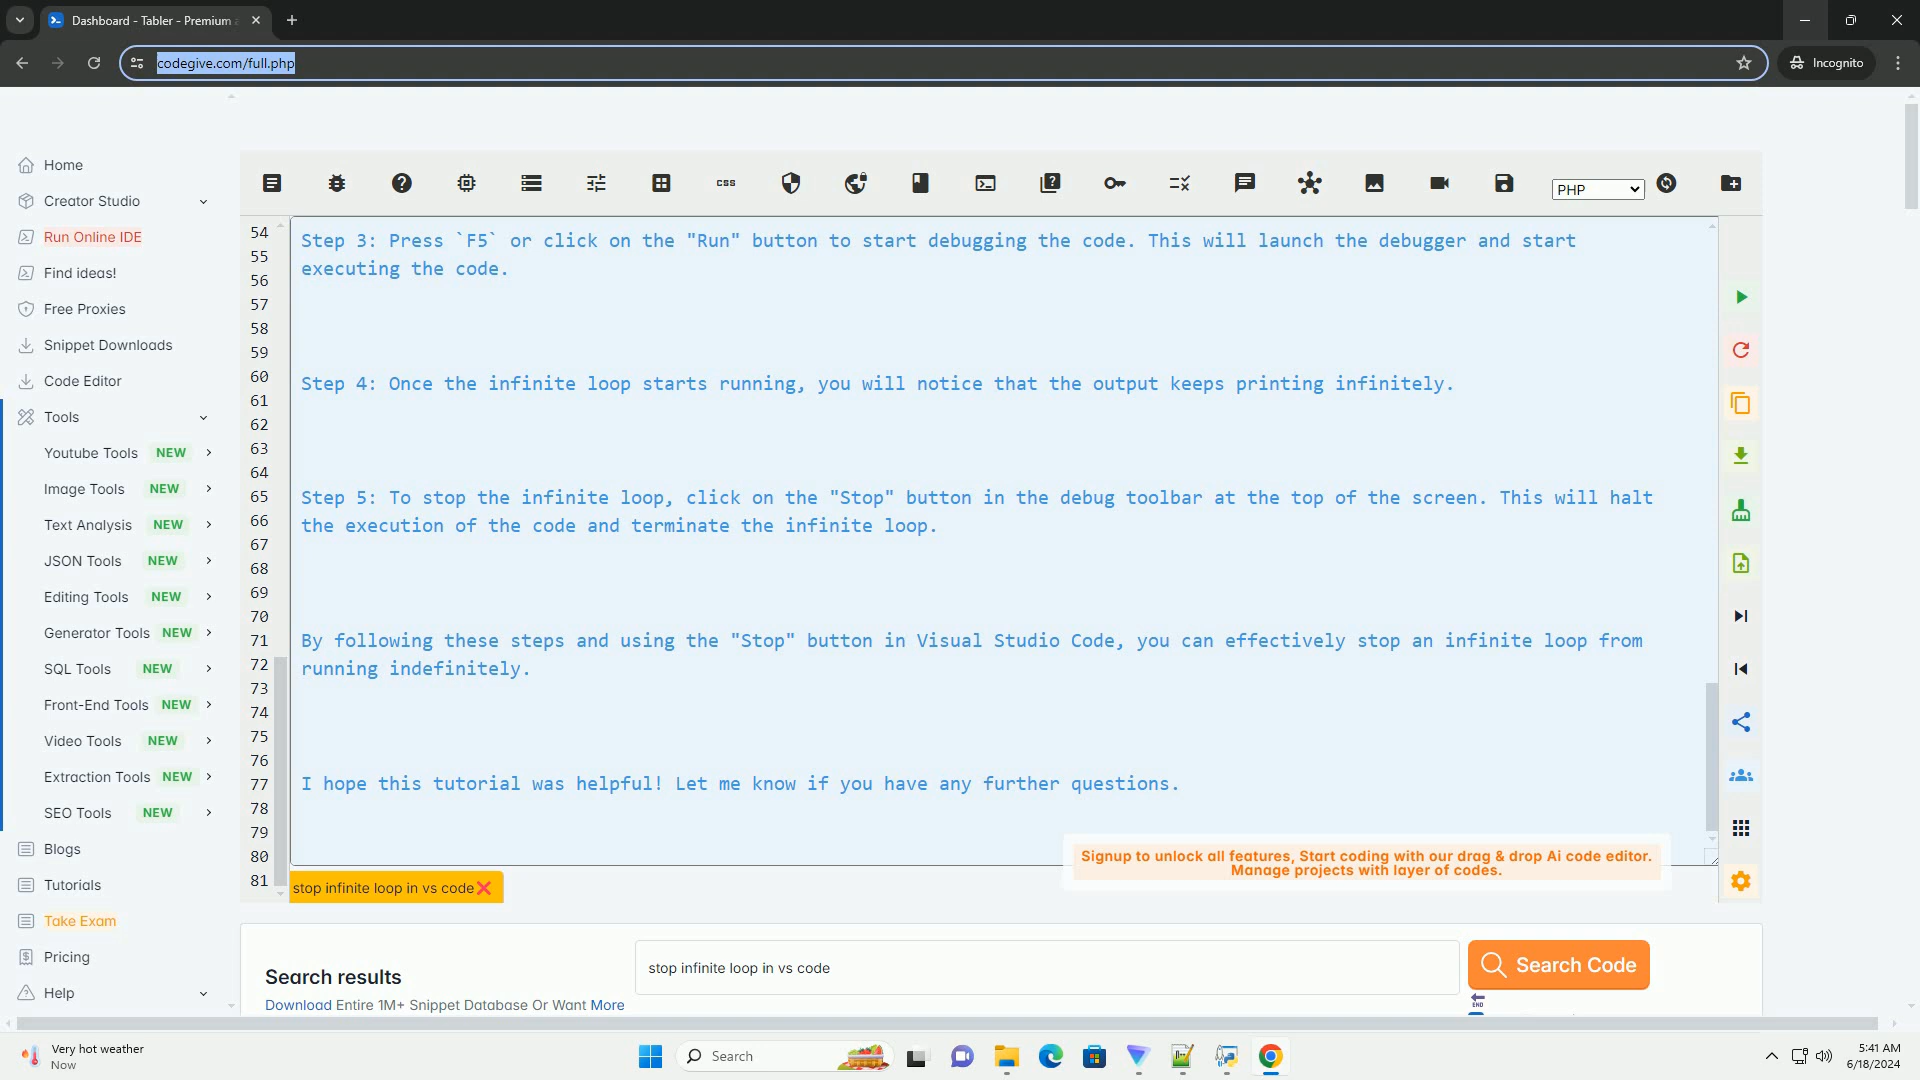 Dashboard - Tabler - Premium
codegive.com/full.php
Incognito
Home
Creator Studio
Run Online IDE
Find ideas!
Free Proxies
Snippet Downloads
Code Editor
Tools
Youtube Tools NEW
Image Tools NEW
Text Analysis NEW
JSON Tools NEW
Editing Tools NEW
Generator Tools NEW
SQL Tools NEW
Front-End Tools NEW
Video Tools NEW
Extraction Tools NEW
SEO Tools NEW
Blogs
Tutorials
Take Exam
Pricing
Help
css
PHP
54
55
56
57
58
59
60
61
62
63
64
65
66
67
68
69
70
71
72
73
74
75
76
77
78
79
80
81
Step 3: Press `F5` or click on the "Run" button to start debugging the code. This will launch the debugger and start
executing the code.
Step 4: Once the infinite loop starts running, you will notice that the output keeps printing infinitely.
Step 5: To stop the infinite loop, click on the "Stop" button in the debug toolbar at the top of the screen. This will halt
the execution of the code and terminate the infinite loop.
By following these steps and using the "Stop" button in Visual Studio Code, you can effectively stop an infinite loop from
running indefinitely.
I hope this tutorial was helpful! Let me know if you have any further questions.
Signup to unlock all features, Start coding with our drag & drop Ai code editor.
Manage projects with layer of codes.
stop infinite loop in vs code
Search results
Download Entire 1M+ Snippet Database Or Want More
stop infinite loop in vs code
Search Code
END
Very hot weather
Now
Search
5:41 AM
6/18/2024